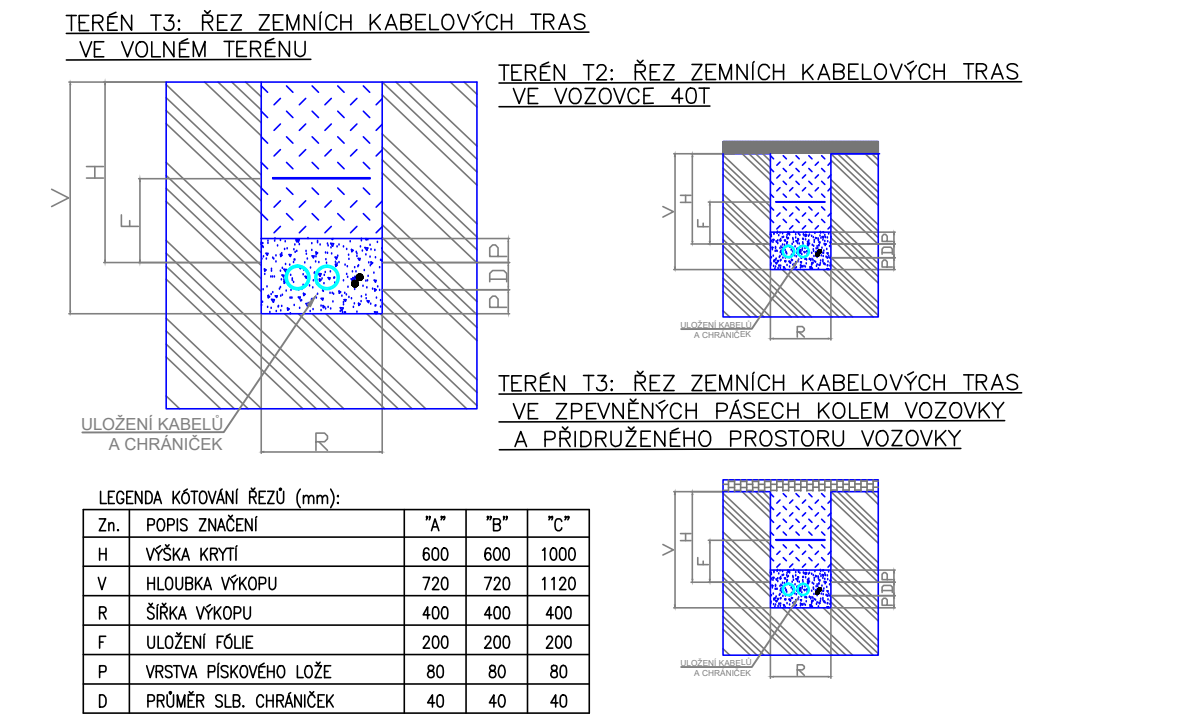 TERÉN T3: ŘEZ ZEMNÍCH KABELOVÝCH TRAS
VE VOLNÉM TERÉNU
V
H
F
P
D
P
ULOŽENÍ KABELŮ
A CHRÁNIČEK
R
TERÉN T2: ŘEZ ZEMNÍCH KABELOVÝCH TRAS
VE VOZOVCE 40T
V
H
F
P
D
P
ULOŽENÍ KABELŮ
A CHRÁNIČEK
R
TERÉN T3: ŘEZ ZEMNÍCH KABELOVÝCH TRAS
VE ZPEVNĚNÝCH PÁSECH KOLEM VOZOVKY
A PŘIDRUŽENÉHO PROSTORU VOZOVKY
V
H
F
P
D
P
ULOŽENÍ KABELŮ
A CHRÁNIČEK
R
LEGENDA KÓTOVÁNÍ ŘEZŮ (mm):
Zn. POPIS ZNAČENÍ "A" "B" "C"
H VÝŠKA KRYTÍ 600 600 1000
V HLOUBKA VÝKOPU 720 720 1120
R ŠÍŘKA VÝKOPU 400 400 400
F ULOŽENÍ FÓLIE 200 200 200
P VRSTVA PÍSKOVÉHO LOŽE 80 80 80
D PRŮMĚR SLB. CHRÁNIČEK 40 40 40